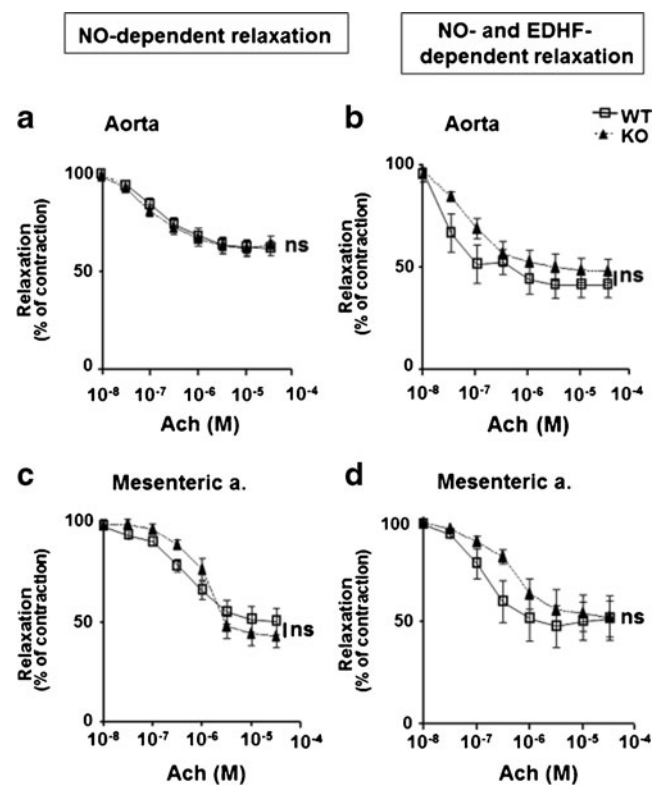 NO-dependent relaxation
NO- and EDHF-
dependent relaxation
a Aorta
Relaxation
(% of contraction)
100
50
0
ns
10-8 10-7 10-6 10-5 10-4
Ach (M)
b Aorta
WT
KO
Relaxation
(% of contraction)
100
50
0
ns
10-8 10-7 10-6 10-5 10-4
Ach (M)
c Mesenteric a.
Relaxation
(% of contraction)
100
50
0
ns
10-8 10-7 10-6 10-5 10-4
Ach (M)
d Mesenteric a.
Relaxation
(% of contraction)
100
50
0
ns
10-8 10-7 10-6 10-5 10-4
Ach (M)